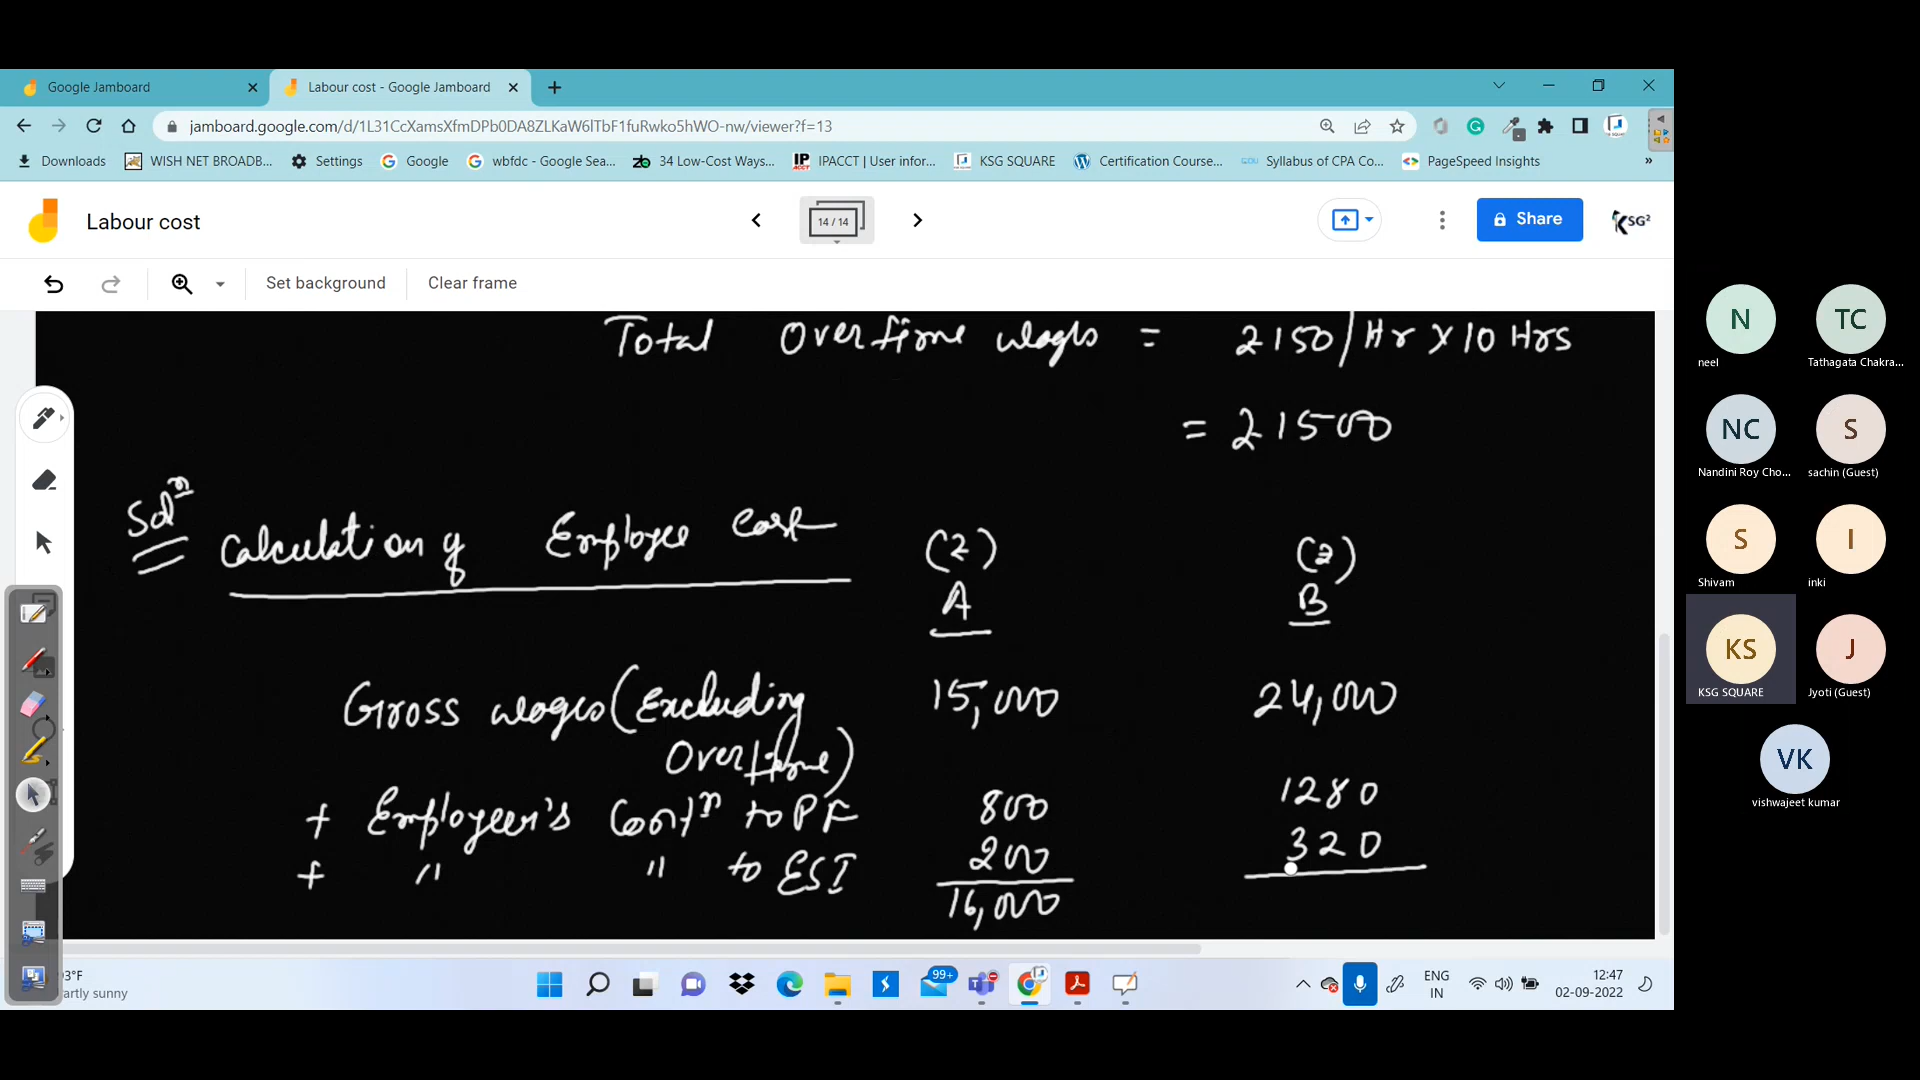 Google Jamboard
Labour cost - Google Jamboard
jamboard.google.com/d/1L31CcXamsXfmDPb0DA8ZLKaW6lTbF1fuRwko5hWO-nw/viewer?f=13
Downloads WISH NET BROADB... Settings Google wbfdc - Google Sea... 34 Low-Cost Ways... IPACCT | User infor... KSG SQUARE Certification Course... Syllabus of CPA Co... PageSpeed Insights »
Labour cost
14 / 14
Share
KSG²
Set background Clear frame
Total Overtime wages = 2150/Hr X 10 Hrs
= 21500
Solⁿ
Calculation of Employee Cost (2) (2)
A B
Gross wages (Excluding Overtime) 15,000 24,000
+ Employeer's Contⁿ to PF 800 1280
+ " " to ESI 200 320
16,000
N
neel
TC
Tathagata Chakra...
NC
Nandini Roy Cho...
S
sachin (Guest)
S
Shivam
I
inki
KS
KSG SQUARE
J
Jyoti (Guest)
VK
vishwajeet kumar
93°F
artly sunny
99+
ENG
IN
12:47
02-09-2022